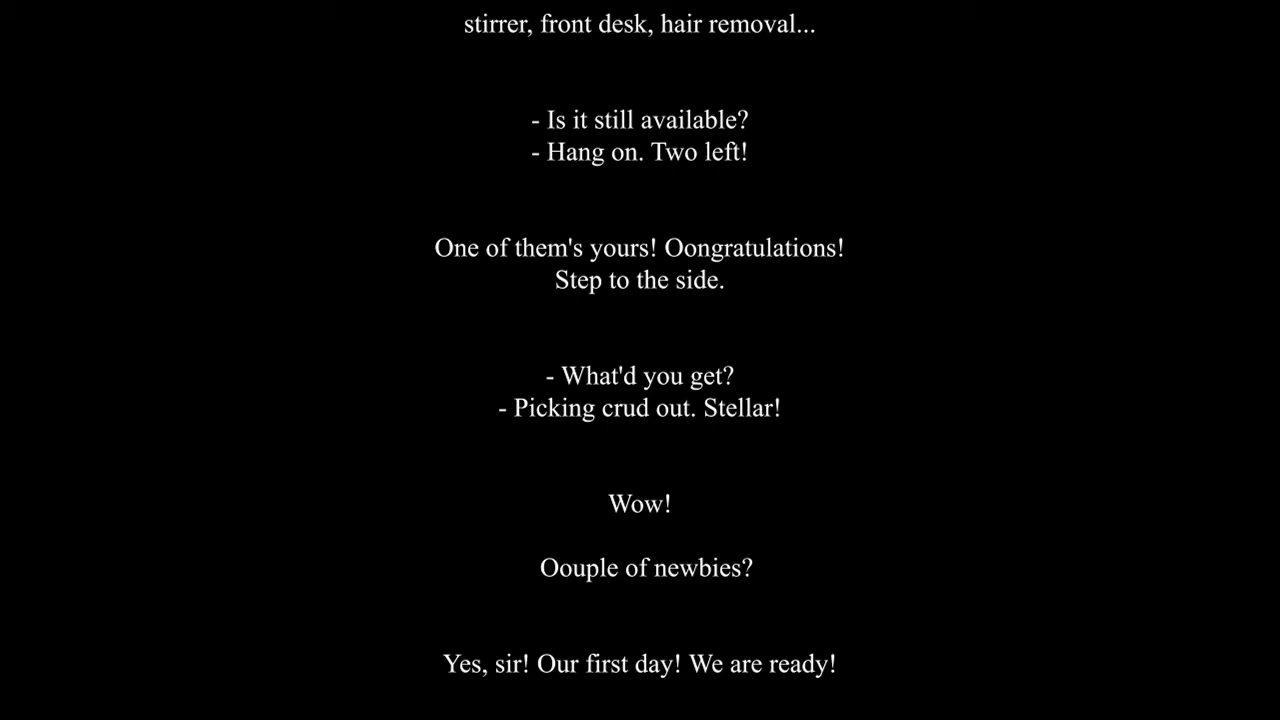 stirrer, front desk, hair removal...
- Is it still available?
- Hang on. Two left!
One of them's yours! Oongratulations!
Step to the side.
- What'd you get?
- Picking crud out. Stellar!
Wow!
Oouple of newbies?
Yes, sir! Our first day! We are ready!